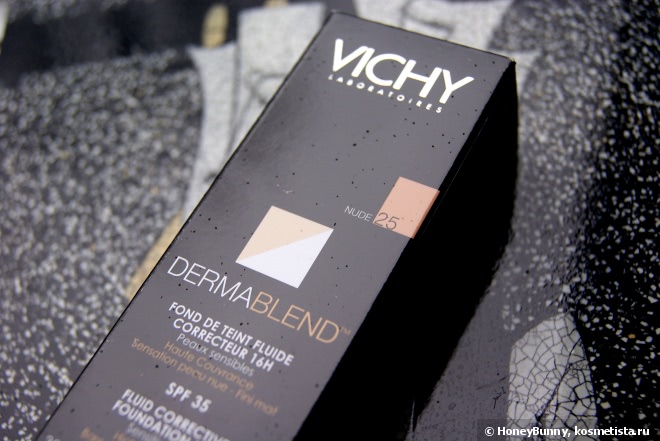 VICHY
LABORATOIRES
NUDE 25
DERMABLEND™
FOND DE TEINT FLUIDE
CORRECTEUR 16H
Peaux sensibles
Haute Couvrance
Sensation peau nue - Fini mat
SPF 35
FLUID CORRECTIVE
FOUNDATION
© HoneyBunny, kosmetista.ru